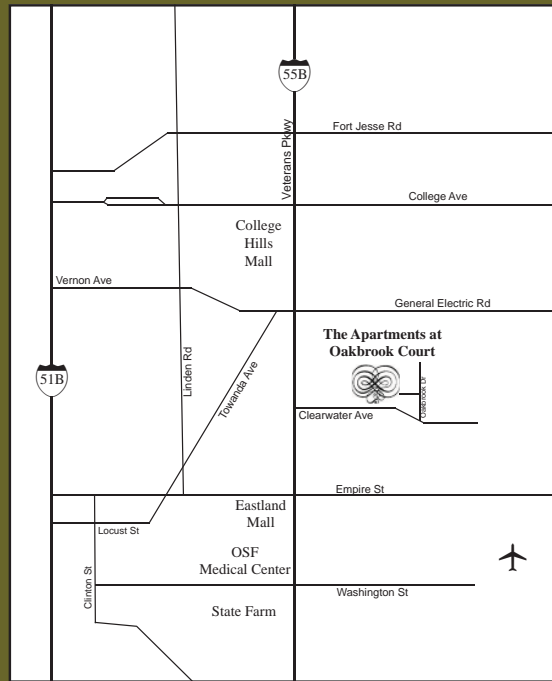 55B
Fort Jesse Rd
Veterans Pkwy
College Ave
College
Hills
Mall
Vernon Ave
General Electric Rd
The Apartments at
Oakbrook Court
51B
Linden Rd
Towanda Ave
Oakbrook Dr
Clearwater Ave
Empire St
Eastland
Mall
Locust St
OSF
Medical Center
Clinton St
Washington St
State Farm